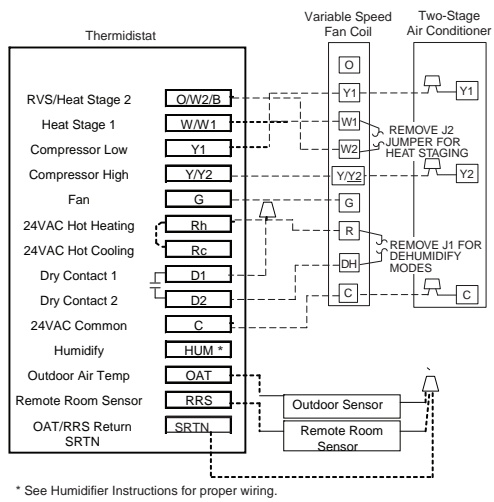 Variable Speed
Fan Coil
Two-Stage
Air Conditioner
Thermidistat
O
Y1
Y1
RVS/Heat Stage 2
O/W2/B
Heat Stage 1
W/W1
W1
REMOVE J2
JUMPER FOR
HEAT STAGING
Compressor Low
Y1
W2
Compressor High
Y/Y2
Y/Y2
Y2
Fan
G
G
24VAC Hot Heating
Rh
R
24VAC Hot Cooling
Rc
REMOVE J1 FOR
DEHUMIDIFY
MODES
Dry Contact 1
D1
DH
Dry Contact 2
D2
C
C
24VAC Common
C
Humidify
HUM *
Outdoor Air Temp
OAT
Remote Room Sensor
RRS
Outdoor Sensor
OAT/RRS Return
SRTN
SRTN
Remote Room
Sensor
* See Humidifier Instructions for proper wiring.